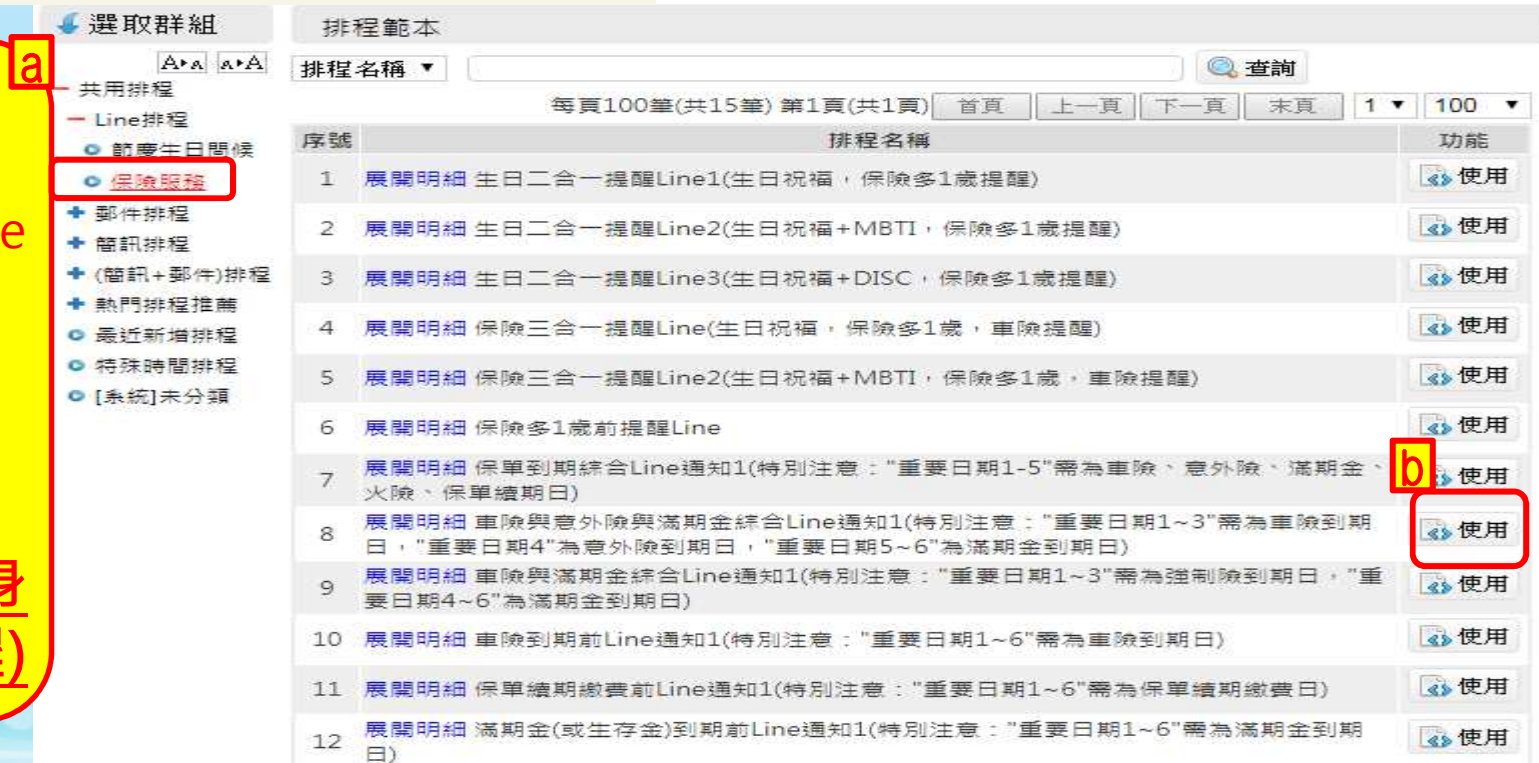 選取群組
A▸A A▸A
共用排程
Line排程
節慶生日問候
保險服務
郵件排程
簡訊排程
(簡訊+郵件)排程
熱門排程推薦
最近新增排程
特殊時間排程
[系統]未分類
a
e
身
)
排程範本
排程名稱 ▼ 查詢
每頁100筆(共15筆) 第1頁(共1頁) 首頁 上一頁 下一頁 末頁 1 ▼ 100 ▼
序號 排程名稱 功能
1 展開明細 生日二合一提醒Line1(生日祝福，保險多1歲提醒) 使用
2 展開明細 生日二合一提醒Line2(生日祝福+MBTI，保險多1歲提醒) 使用
3 展開明細 生日二合一提醒Line3(生日祝福+DISC，保險多1歲提醒) 使用
4 展開明細 保險三合一提醒Line(生日祝福，保險多1歲，車險提醒) 使用
5 展開明細 保險三合一提醒Line2(生日祝福+MBTI，保險多1歲，車險提醒) 使用
6 展開明細 保險多1歲前提醒Line 使用
7 展開明細 保單到期綜合Line通知1(特別注意："重要日期1-5"需為車險、意外險、滿期金、
火險、保單續期日) b 使用
8 展開明細 車險與意外險與滿期金綜合Line通知1(特別注意："重要日期1~3"需為車險到期
日，"重要日期4"為意外險到期日，"重要日期5~6"為滿期金到期日) 使用
9 展開明細 車險與滿期金綜合Line通知1(特別注意："重要日期1~3"需為強制險到期日，"重
要日期4~6"為滿期金到期日) 使用
10 展開明細 車險到期前Line通知1(特別注意："重要日期1~6"需為車險到期日) 使用
11 展開明細 保單續期繳費前Line通知1(特別注意："重要日期1~6"需為保單續期繳費日) 使用
12 展開明細 滿期金(或生存金)到期前Line通知1(特別注意："重要日期1~6"需為滿期金到期
日) 使用